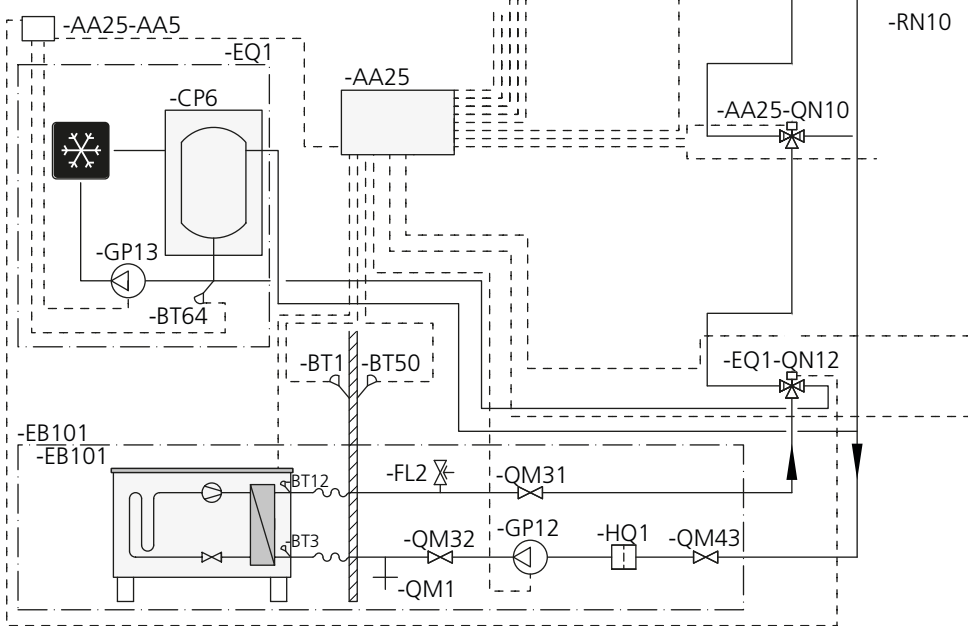 -AA25-AA5
-RN10
-EQ1
-AA25
-CP6
-AA25-QN10
-GP13
-BT64
-BT1
-BT50
-EQ1-QN12
-EB101
-EB101
-FL2
-QM31
-BT12
-GP12
-HQ1
-QM32
-QM43
-BT3
-QM1